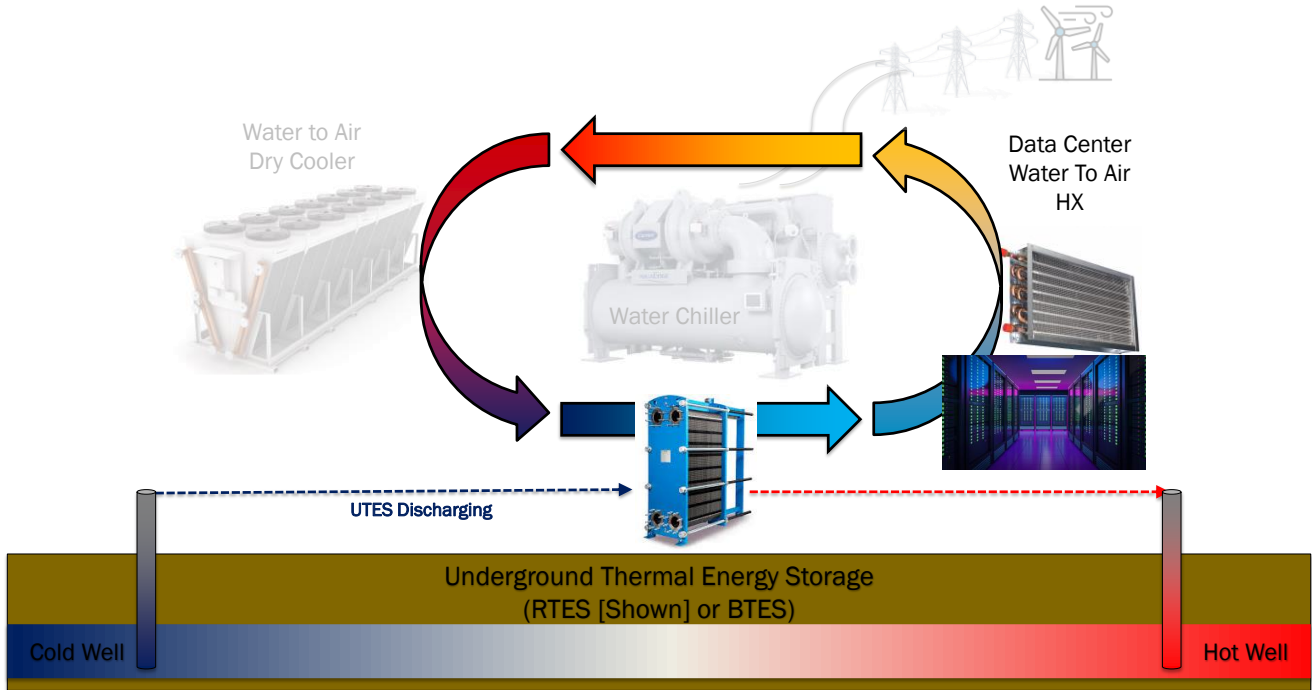 Water to Air
Dry Cooler
Data Center
Water To Air
HX
Carrier
Water Chiller
UTES Discharging
Underground Thermal Energy Storage
(RTES [Shown] or BTES)
Cold Well
Hot Well